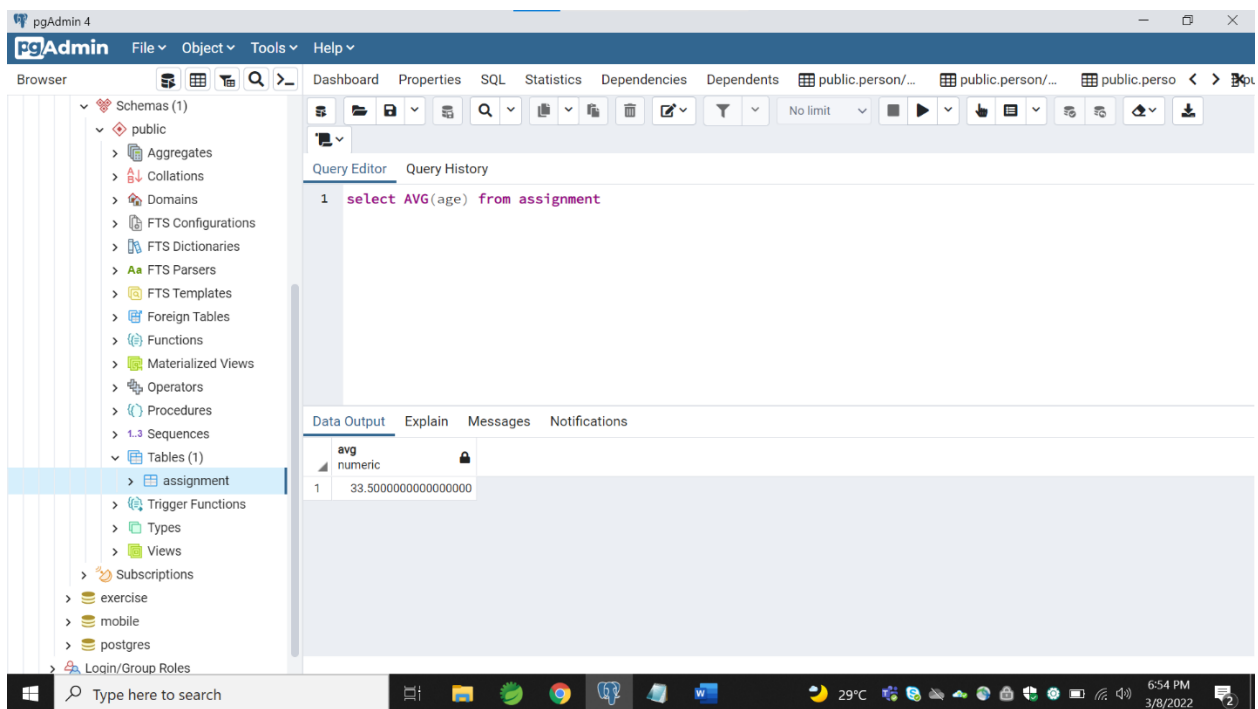 pgAdmin 4
pgAdmin File Object Tools Help
Browser
Dashboard Properties SQL Statistics Dependencies Dependents public.person/... public.person/... public.perso
Schemas (1)
public
Aggregates
Collations
Domains
FTS Configurations
FTS Dictionaries
Aa FTS Parsers
FTS Templates
Foreign Tables
Functions
Materialized Views
Operators
Procedures
1..3 Sequences
Tables (1)
assignment
Trigger Functions
Types
Views
Subscriptions
exercise
mobile
postgres
Login/Group Roles
No limit
Query Editor Query History
1 select AVG(age) from assignment
Data Output Explain Messages Notifications
avg
numeric
1 33.5000000000000000
Type here to search
29°C
6:54 PM
3/8/2022
2